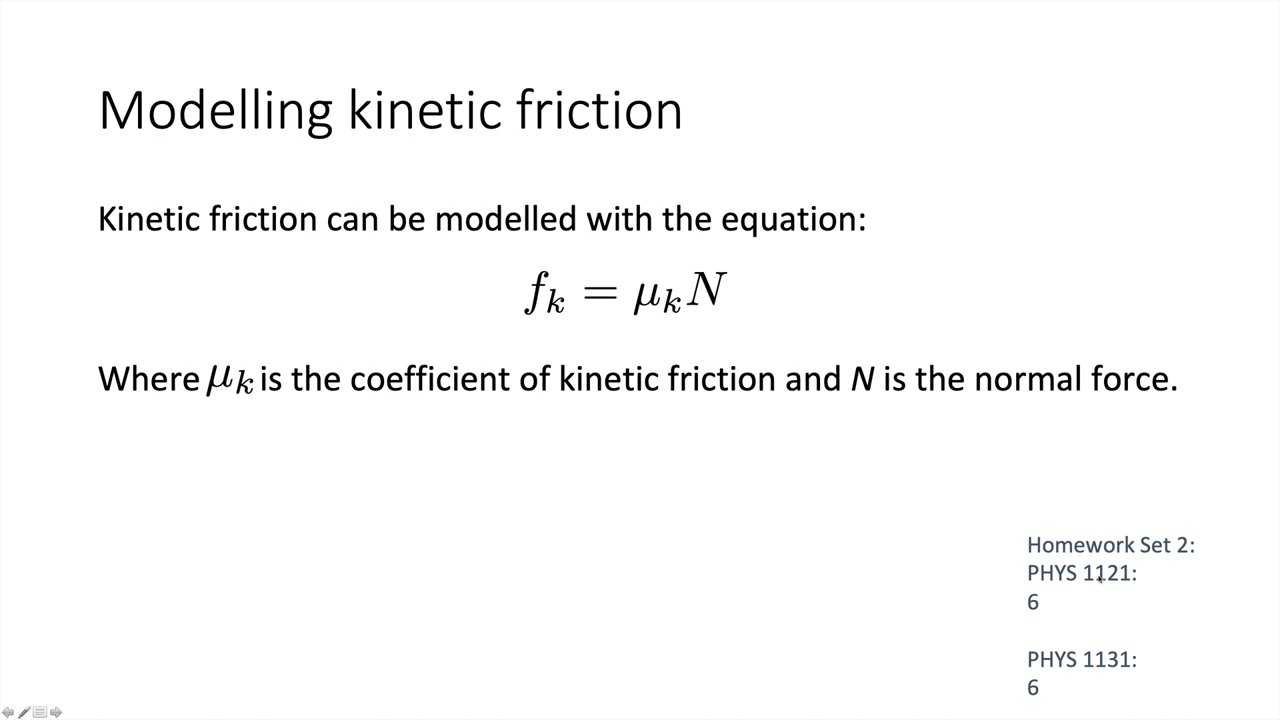 Modelling kinetic friction
Kinetic friction can be modelled with the equation:
f_k = μ_k N
Where μ_k is the coefficient of kinetic friction and N is the normal force.
Homework Set 2:
PHYS 1121:
6
PHYS 1131:
6